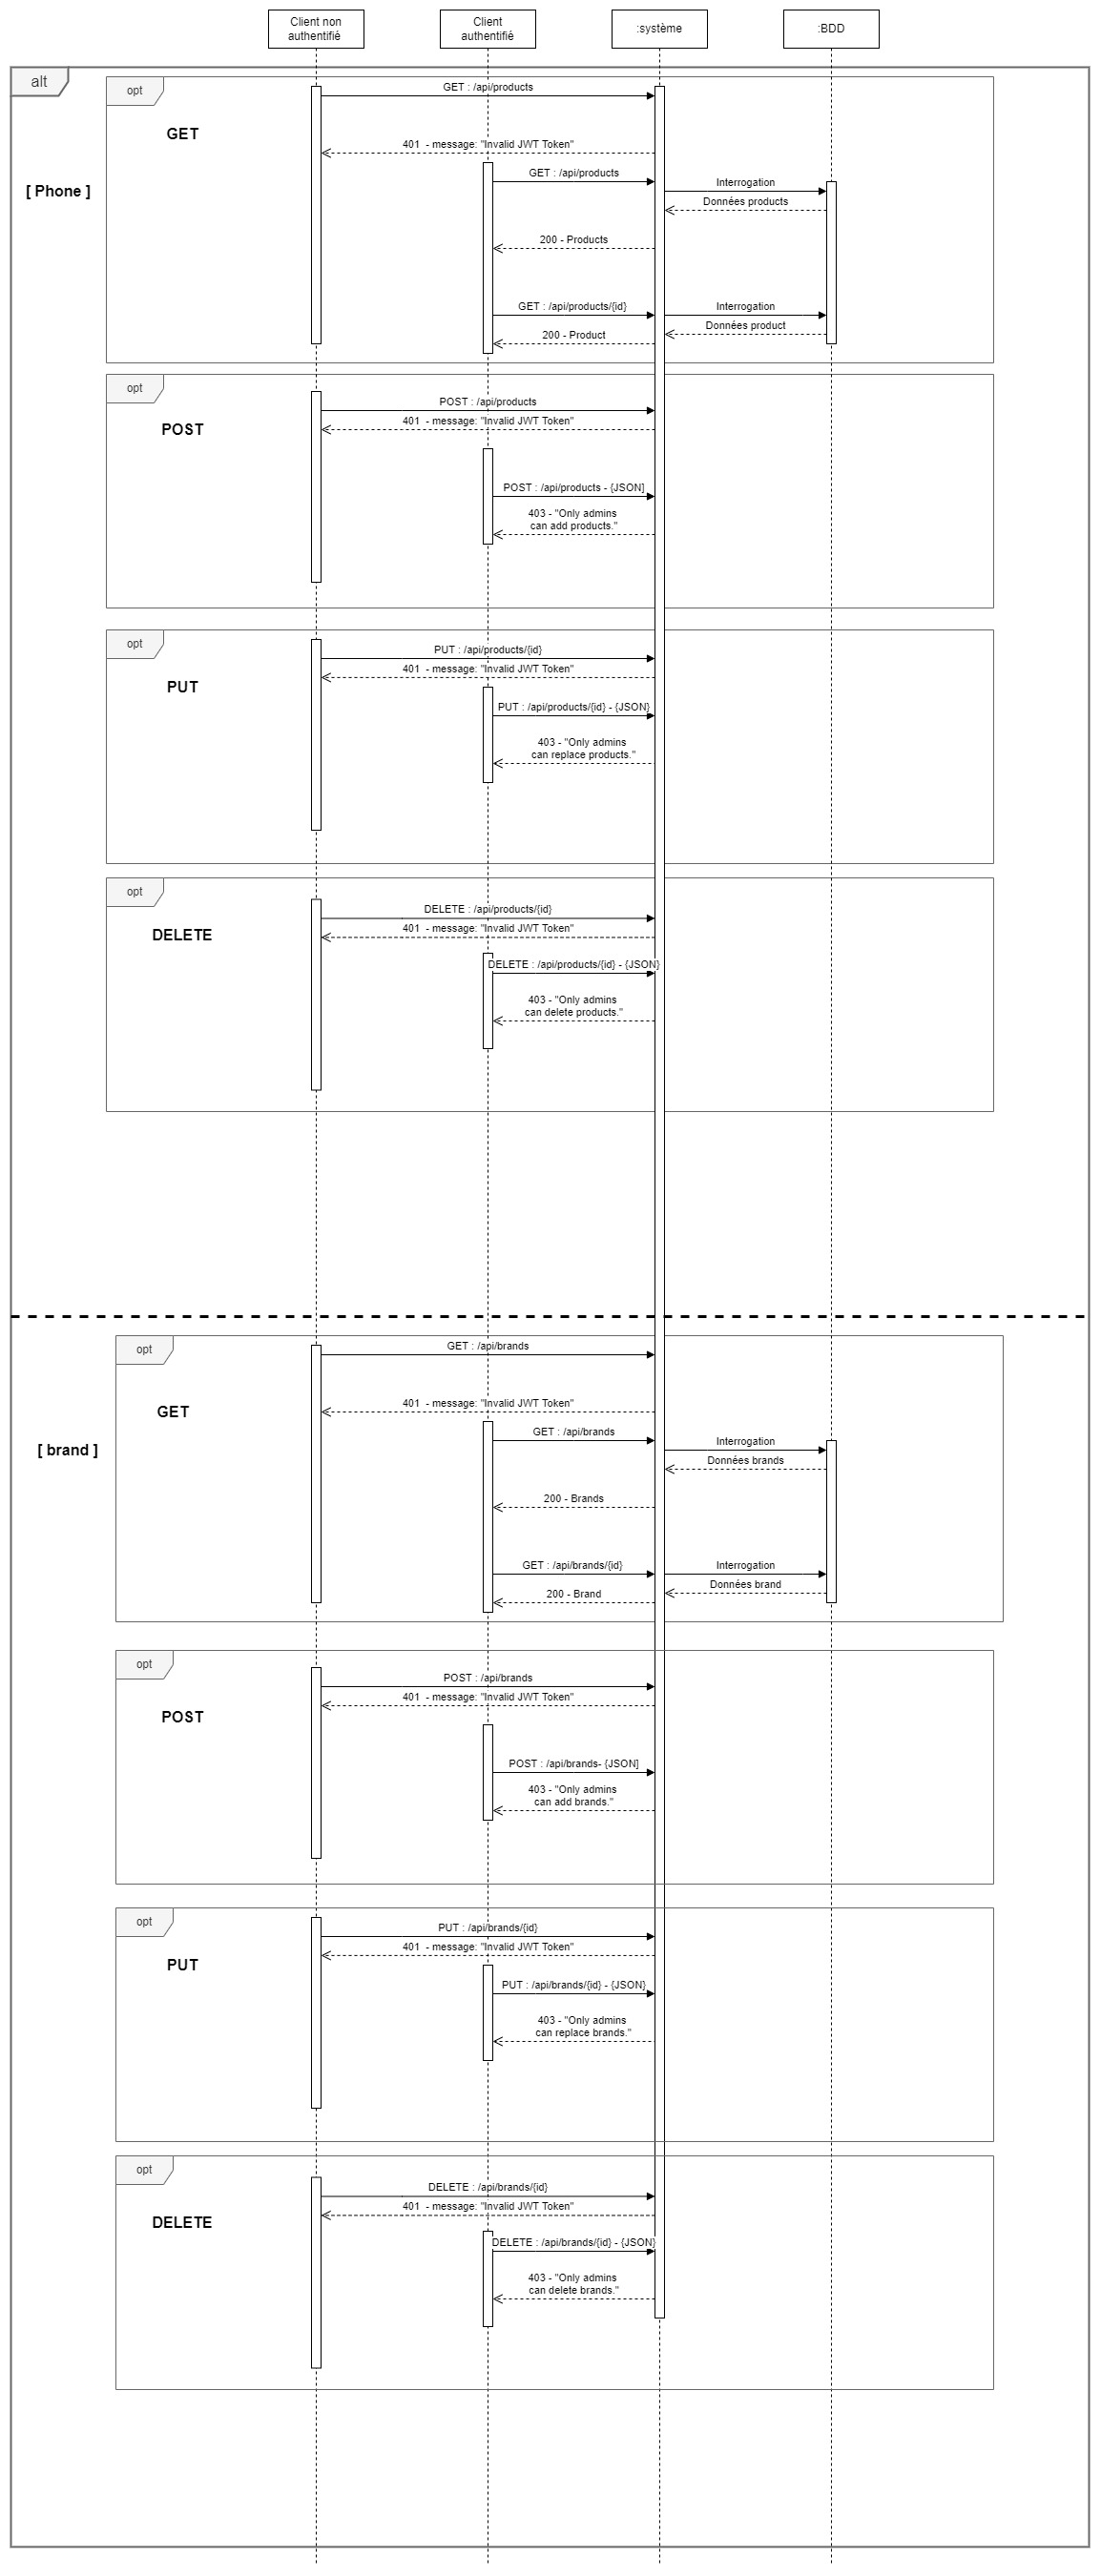 Client non
authentifié
Client
authentifié
:système
:BDD
alt
opt
GET : /api/products
GET
401  - message: "Invalid JWT Token"
[ Phone ]
GET : /api/products
Interrogation
Données products
200 - Products
GET : /api/products/{id}
Interrogation
Données product
200 - Product
opt
POST : /api/products
401  - message: "Invalid JWT Token"
POST
POST : /api/products - {JSON]
403 - "Only admins
can add products."
opt
PUT : /api/products/{id}
401  - message: "Invalid JWT Token"
PUT
PUT : /api/products/{id} - {JSON}
403 - "Only admins
can replace products."
opt
DELETE : /api/products/{id}
401  - message: "Invalid JWT Token"
DELETE
DELETE : /api/products/{id} - {JSON}
403 - "Only admins
can delete products."
opt
GET : /api/brands
401  - message: "Invalid JWT Token"
GET
[ brand ]
GET : /api/brands
Interrogation
Données brands
200 - Brands
GET : /api/brands/{id}
Interrogation
Données brand
200 - Brand
opt
POST : /api/brands
401  - message: "Invalid JWT Token"
POST
POST : /api/brands- {JSON]
403 - "Only admins
can add brands."
opt
PUT : /api/brands/{id}
401  - message: "Invalid JWT Token"
PUT
PUT : /api/brands/{id} - {JSON}
403 - "Only admins
can replace brands."
opt
DELETE : /api/brands/{id}
401  - message: "Invalid JWT Token"
DELETE
DELETE : /api/brands/{id} - {JSON}
403 - "Only admins
can delete brands."